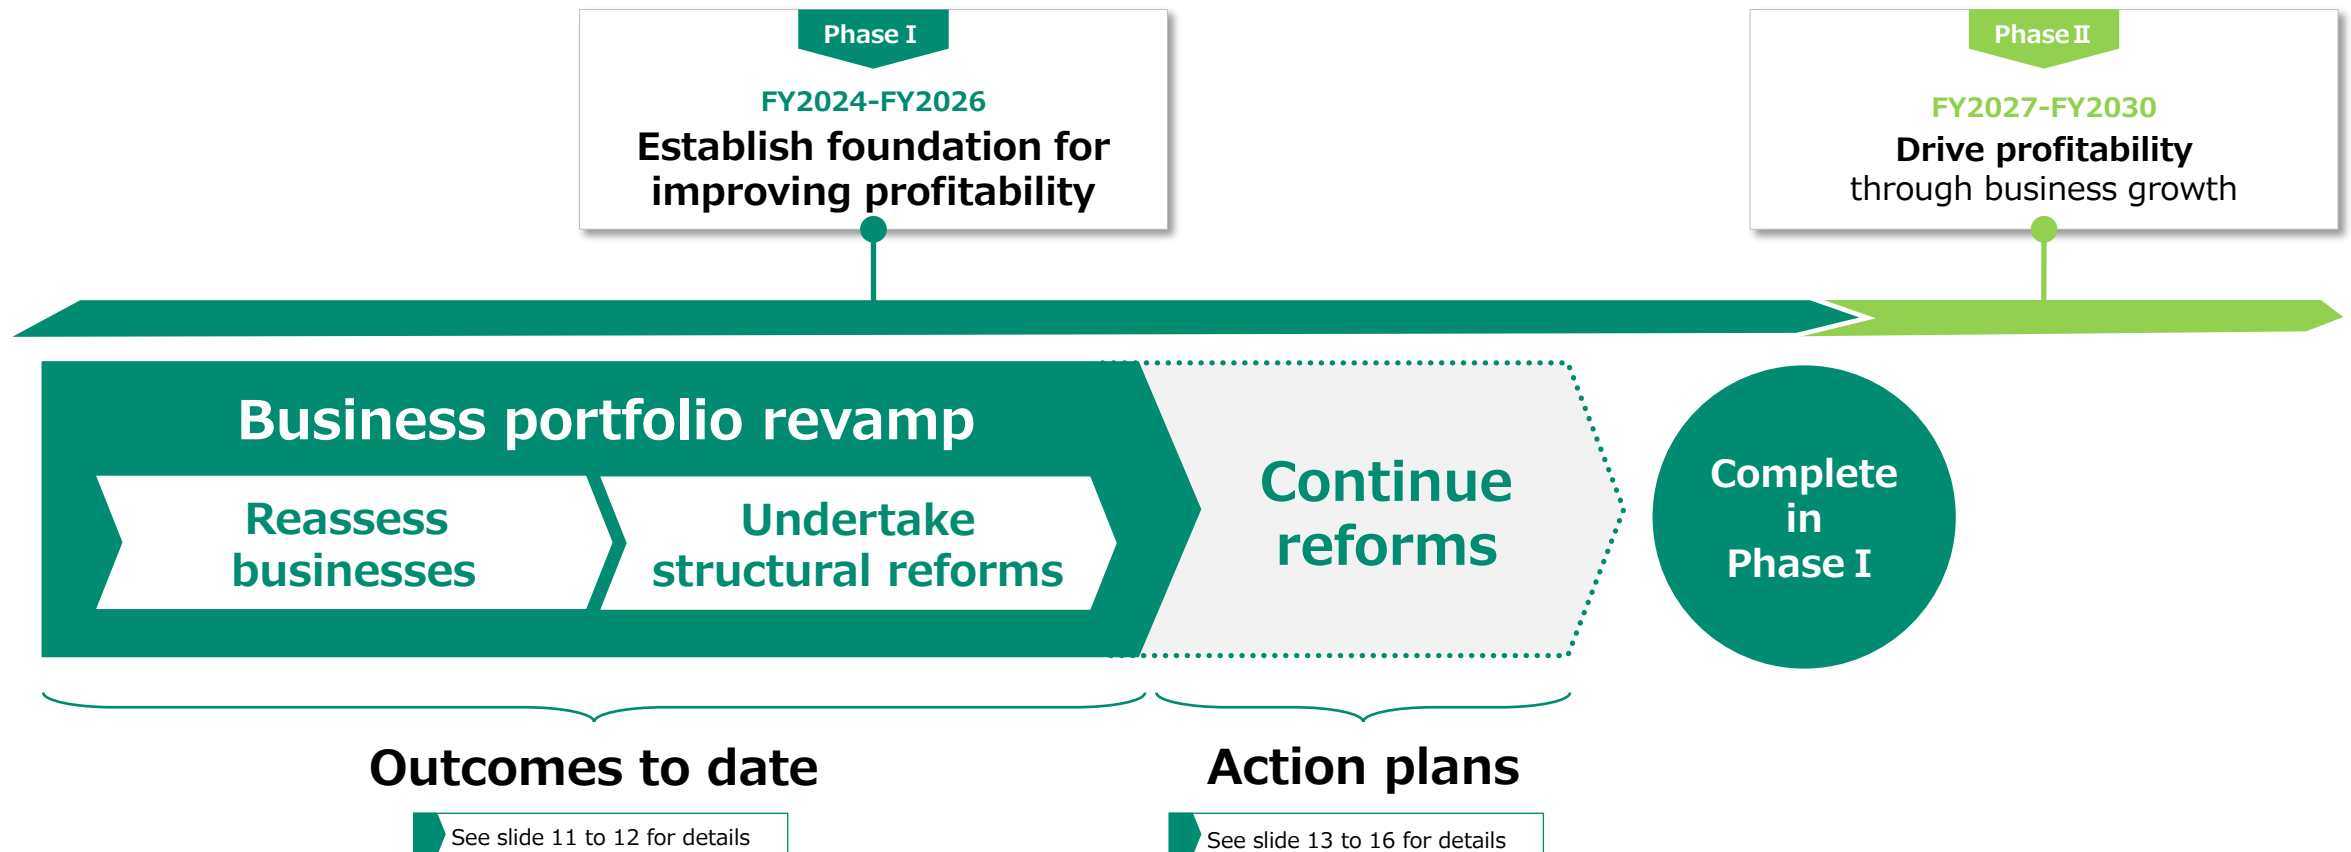 Phase Ⅰ
FY2024-FY2026
Establish foundation for
improving profitability
Phase Ⅱ
FY2027-FY2030
Drive profitability
through business growth
Business portfolio revamp
Reassess
businesses
Undertake
structural reforms
Continue
reforms
Complete
in
Phase Ⅰ
Outcomes to date
See slide 11 to 12 for details
Action plans
See slide 13 to 16 for details